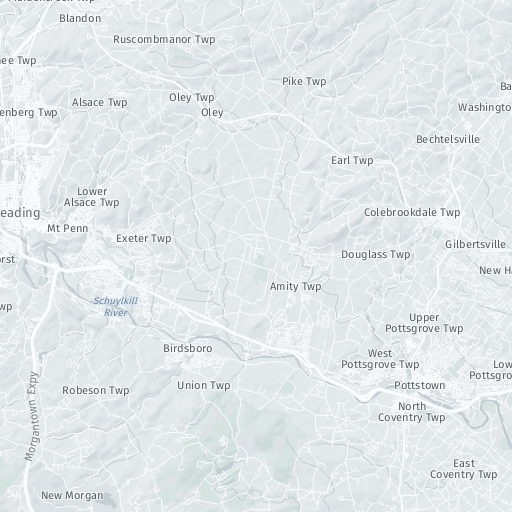 Blandon
Ruscombmanor Twp
Pike Twp
Oley Twp
Alsace Twp
Oley
Washington
Bechtelsville
Earl Twp
Lower
Alsace Twp
Colebrookdale Twp
Mt Penn
Exeter Twp
Gilbertsville
Douglass Twp
Amity Twp
Schuylkill
River
Upper
Pottsgrove Twp
Birdsboro
West
Pottsgrove Twp
Union Twp
Pottstown
Robeson Twp
North
Coventry Twp
Morgantown Expy
East
Coventry Twp
New Morgan